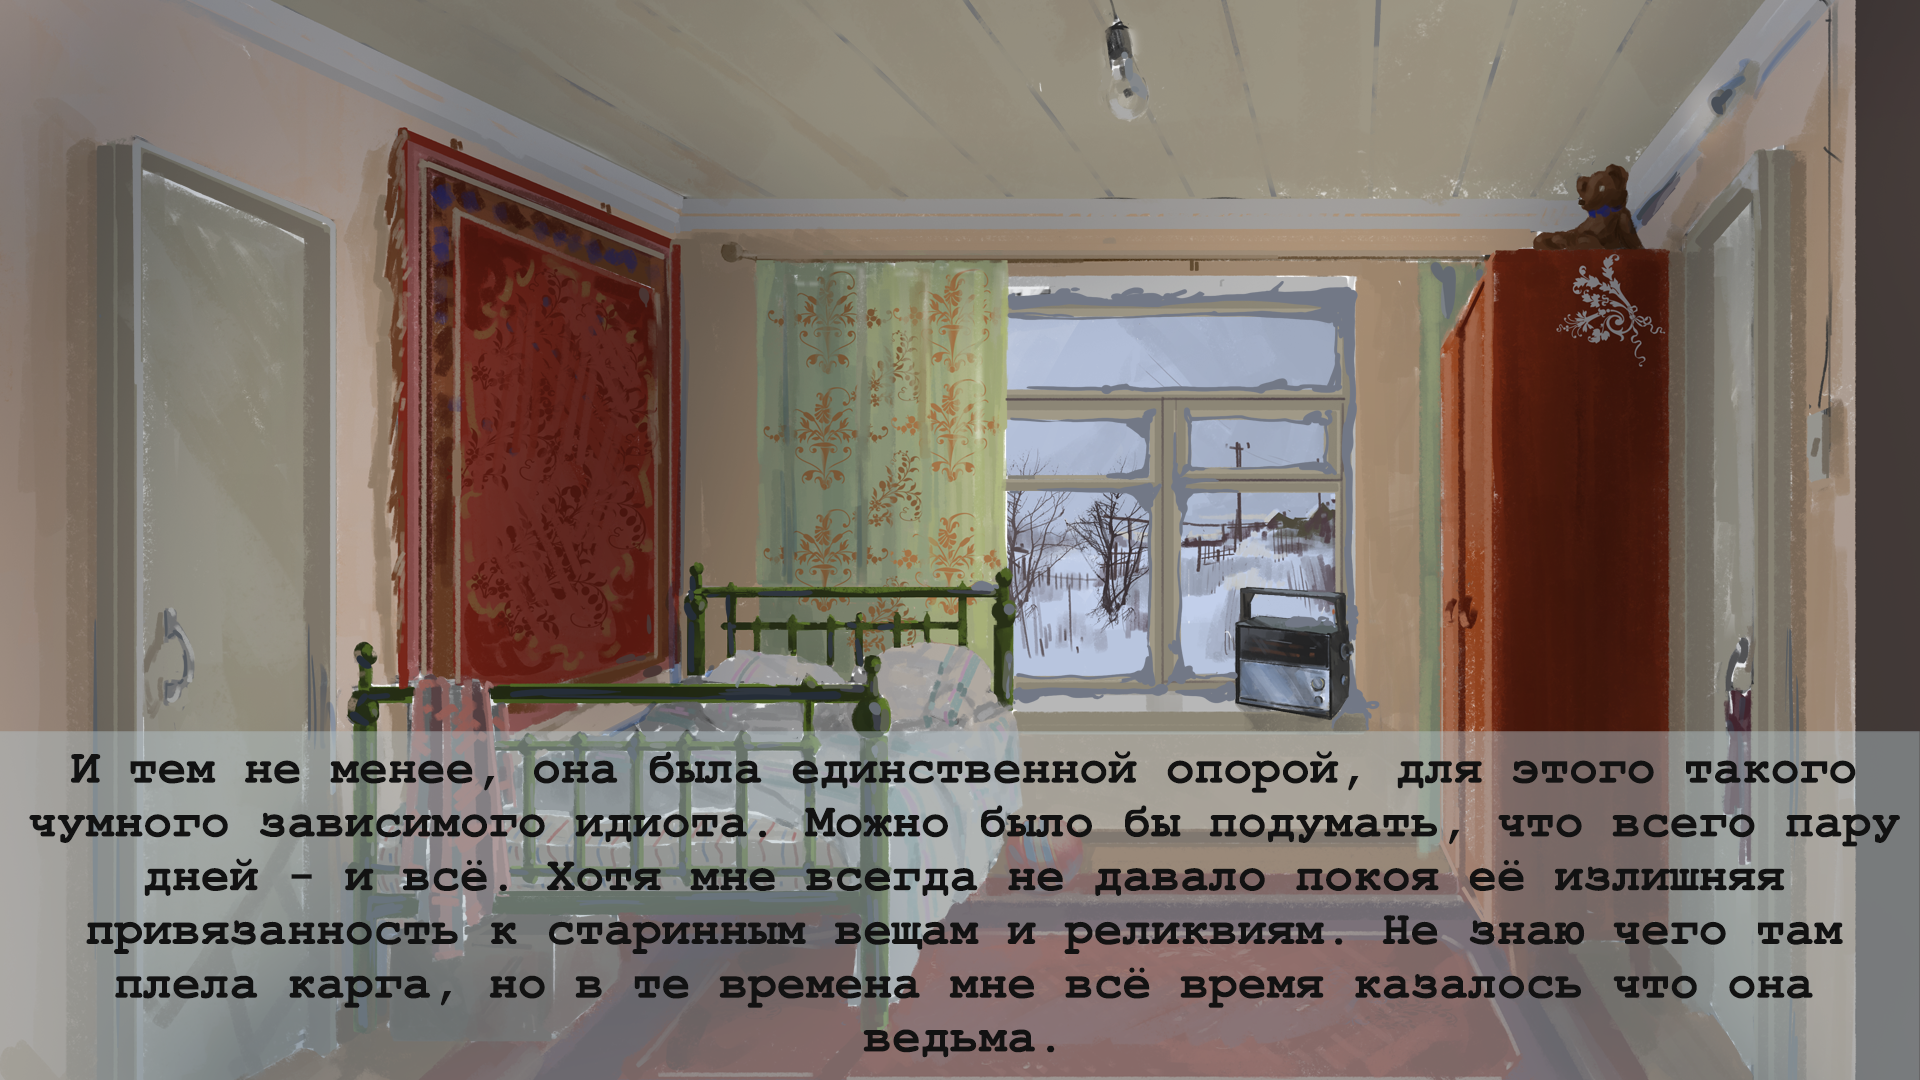 И тем не менее, она была единственной опорой, для этого такого
чумного зависимого идиота. Можно было бы подумать, что всего пару
дней - и всё. Хотя мне всегда не давало покоя её излишняя
привязанность к старинным вещам и реликвиям. Не знаю чего там
плела карга, но в те времена мне всё время казалось что она
ведьма.